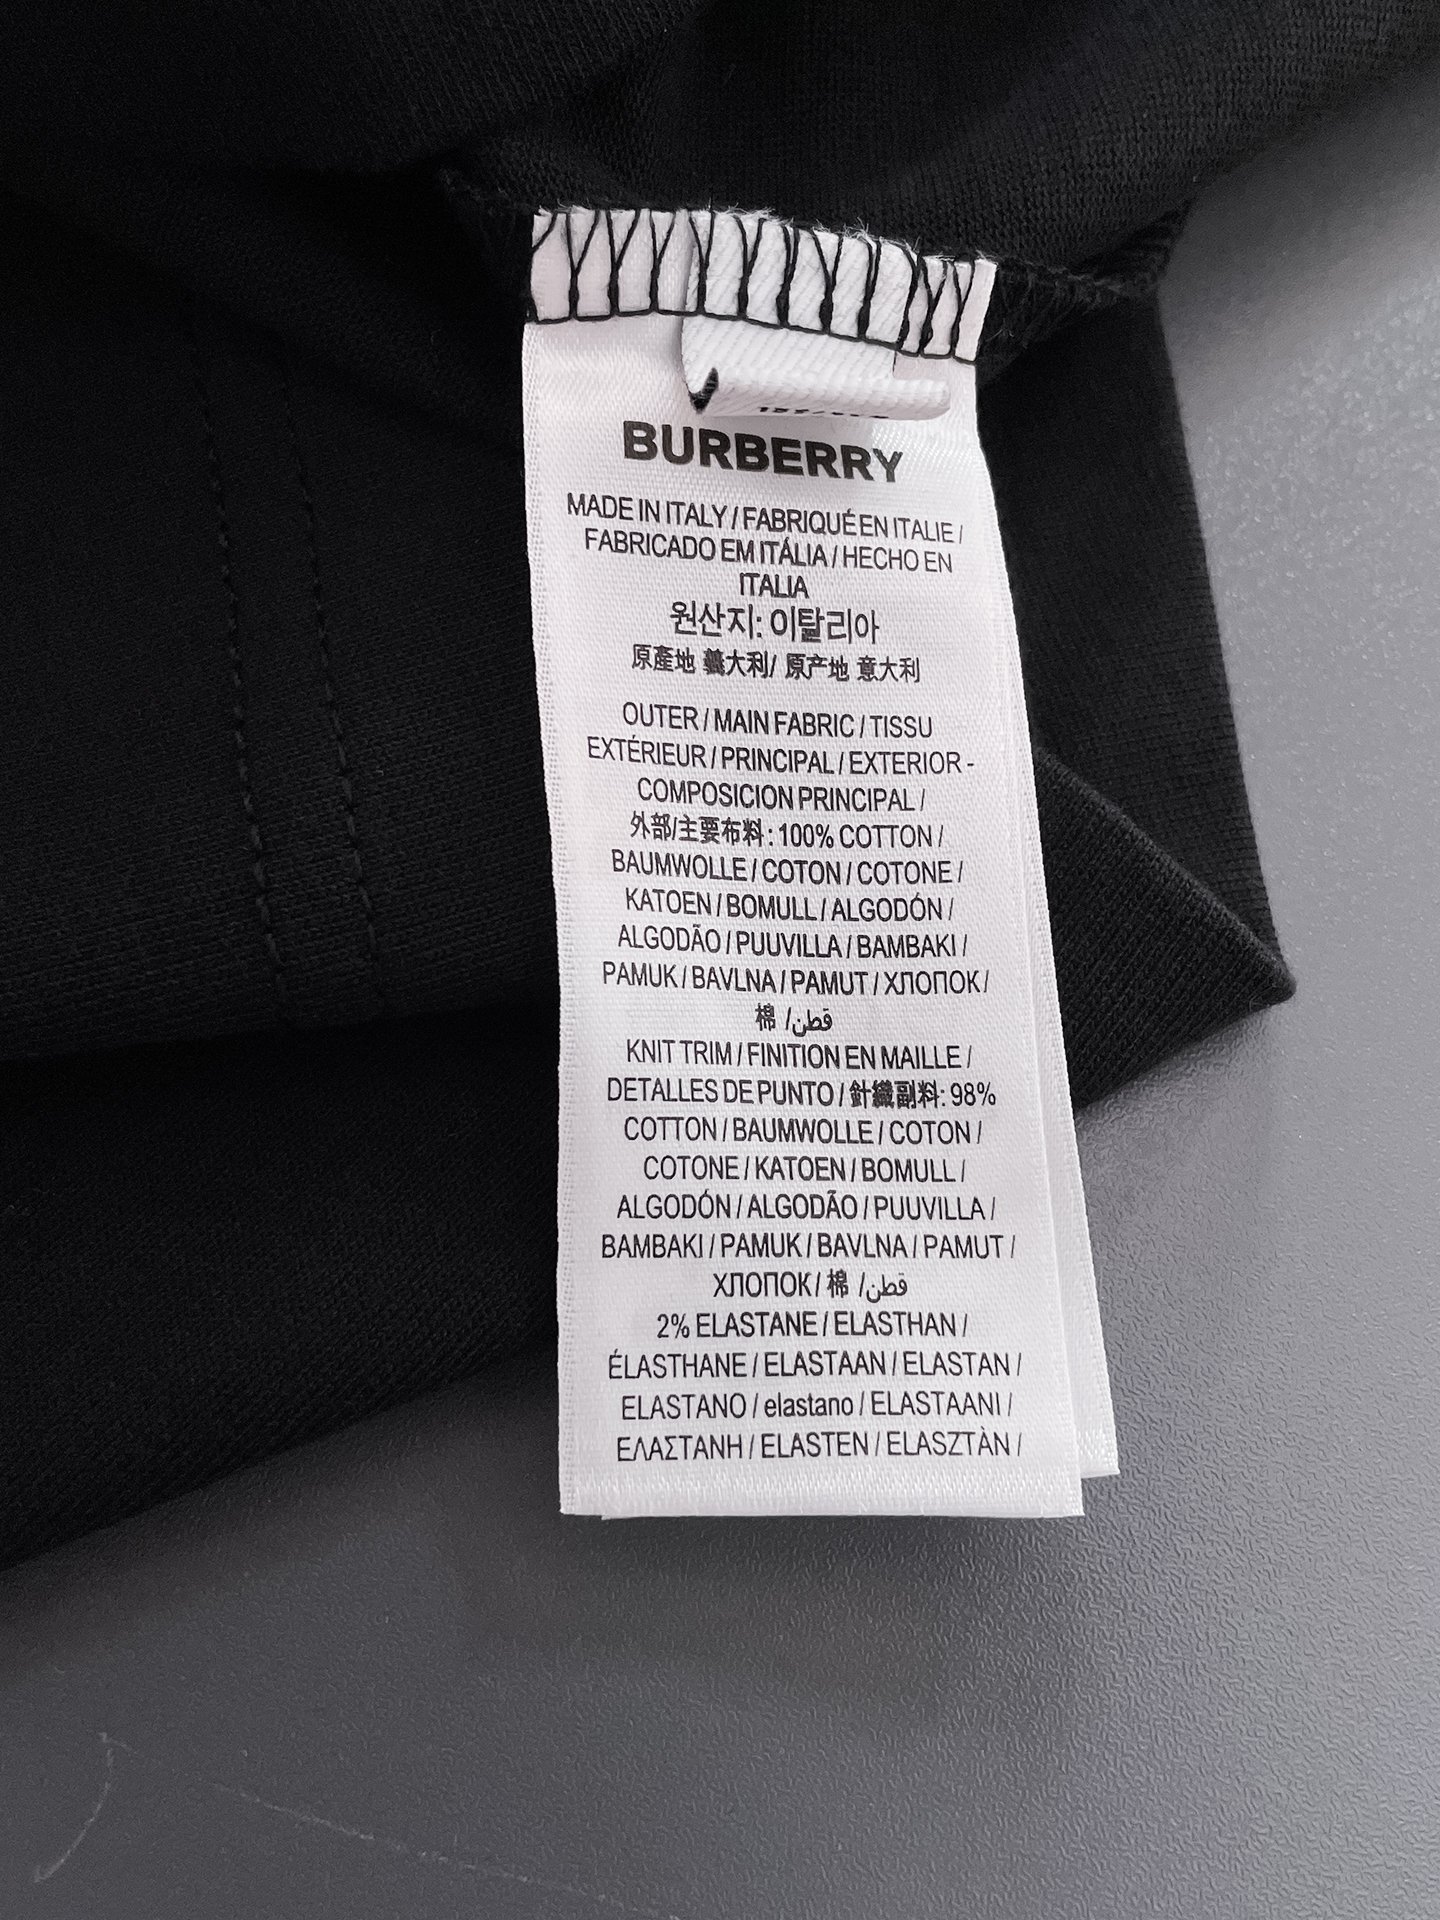 BURBERRY
MADE IN ITALY / FABRIQUÉ EN ITALIE /
FABRICADO EM ITÁLIA / HECHO EN
ITALIA
원산지: 이탈리아
原產地 義大利/ 原产地 意大利
OUTER / MAIN FABRIC / TISSU
EXTÉRIEUR / PRINCIPAL / EXTERIOR -
COMPOSICION PRINCIPAL /
外部/主要布料: 100% COTTON /
BAUMWOLLE / COTON / COTONE /
KATOEN / BOMULL / ALGODÓN /
ALGODÃO / PUUVILLA / BAMBAKI /
PAMUK / BAVLNA / PAMUT / ХЛОПОК /
棉 / قطن
KNIT TRIM / FINITION EN MAILLE /
DETALLES DE PUNTO / 針織副料: 98%
COTTON / BAUMWOLLE / COTON /
COTONE / KATOEN / BOMULL /
ALGODÓN / ALGODÃO / PUUVILLA /
BAMBAKI / PAMUK / BAVLNA / PAMUT /
ХЛОПОК / 棉 / قطن
2% ELASTANE / ELASTHAN /
ÉLASTHANE / ELASTAAN / ELASTAN /
ELASTANO / elastano / ELASTAANI /
ΕΛΑΣΤΑΝΗ / ELASTEN / ELASZTÀN /